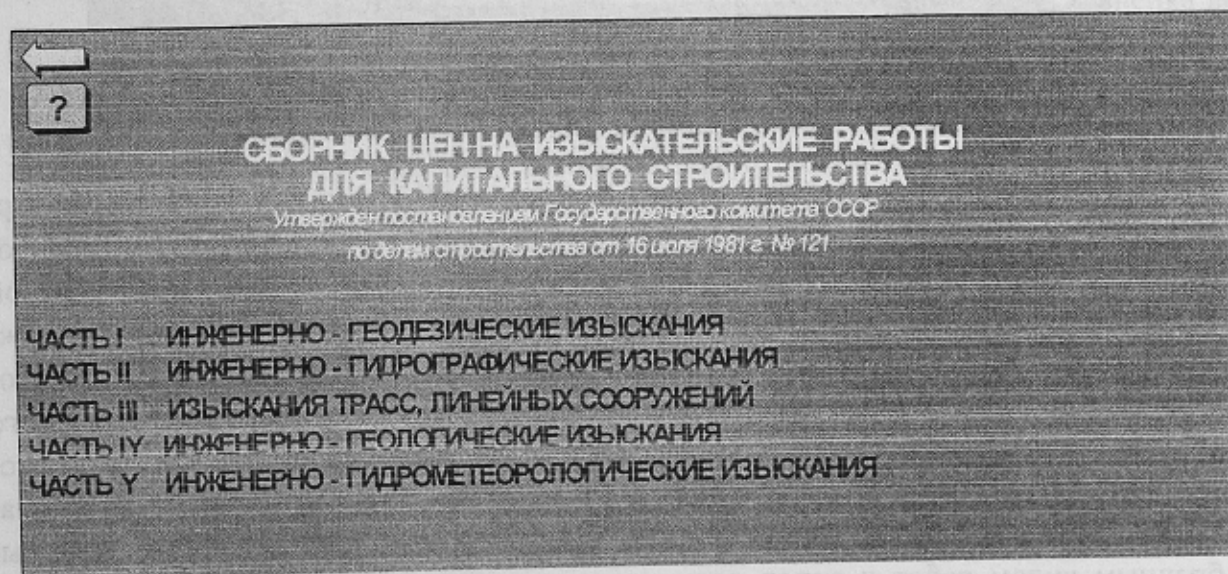 ?
СБОРНИК ЦЕН НА ИЗЫСКАТЕЛЬСКИЕ РАБОТЫ
ДЛЯ КАПИТАЛЬНОГО СТРОИТЕЛЬСТВА
Утвержден постановлением Государственного комитета СССР
по делам строительства от 16 июля 1981 г. № 121
ЧАСТЬ I ИНЖЕНЕРНО - ГЕОДЕЗИЧЕСКИЕ ИЗЫСКАНИЯ
ЧАСТЬ II ИНЖЕНЕРНО - ГИДРОГРАФИЧЕСКИЕ ИЗЫСКАНИЯ
ЧАСТЬ III ИЗЫСКАНИЯ ТРАСС, ЛИНЕЙНЫХ СООРУЖЕНИЙ
ЧАСТЬ IY ИНЖЕНЕРНО - ГЕОЛОГИЧЕСКИЕ ИЗЫСКАНИЯ
ЧАСТЬ Y ИНЖЕНЕРНО - ГИДРОМЕТЕОРОЛОГИЧЕСКИЕ ИЗЫСКАНИЯ